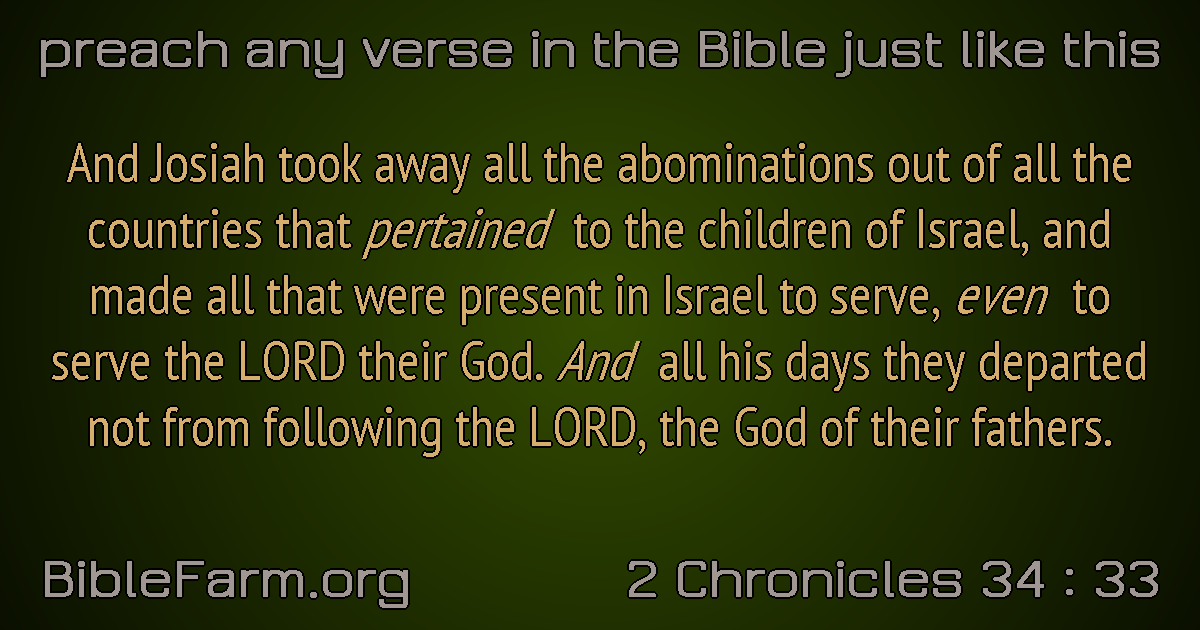 preach any verse in the Bible just like this
And Josiah took away all the abominations out of all the
countries that pertained to the children of Israel, and
made all that were present in Israel to serve, even to
serve the LORD their God. And all his days they departed
not from following the LORD, the God of their fathers.
BibleFarm.org
2 Chronicles 34 : 33